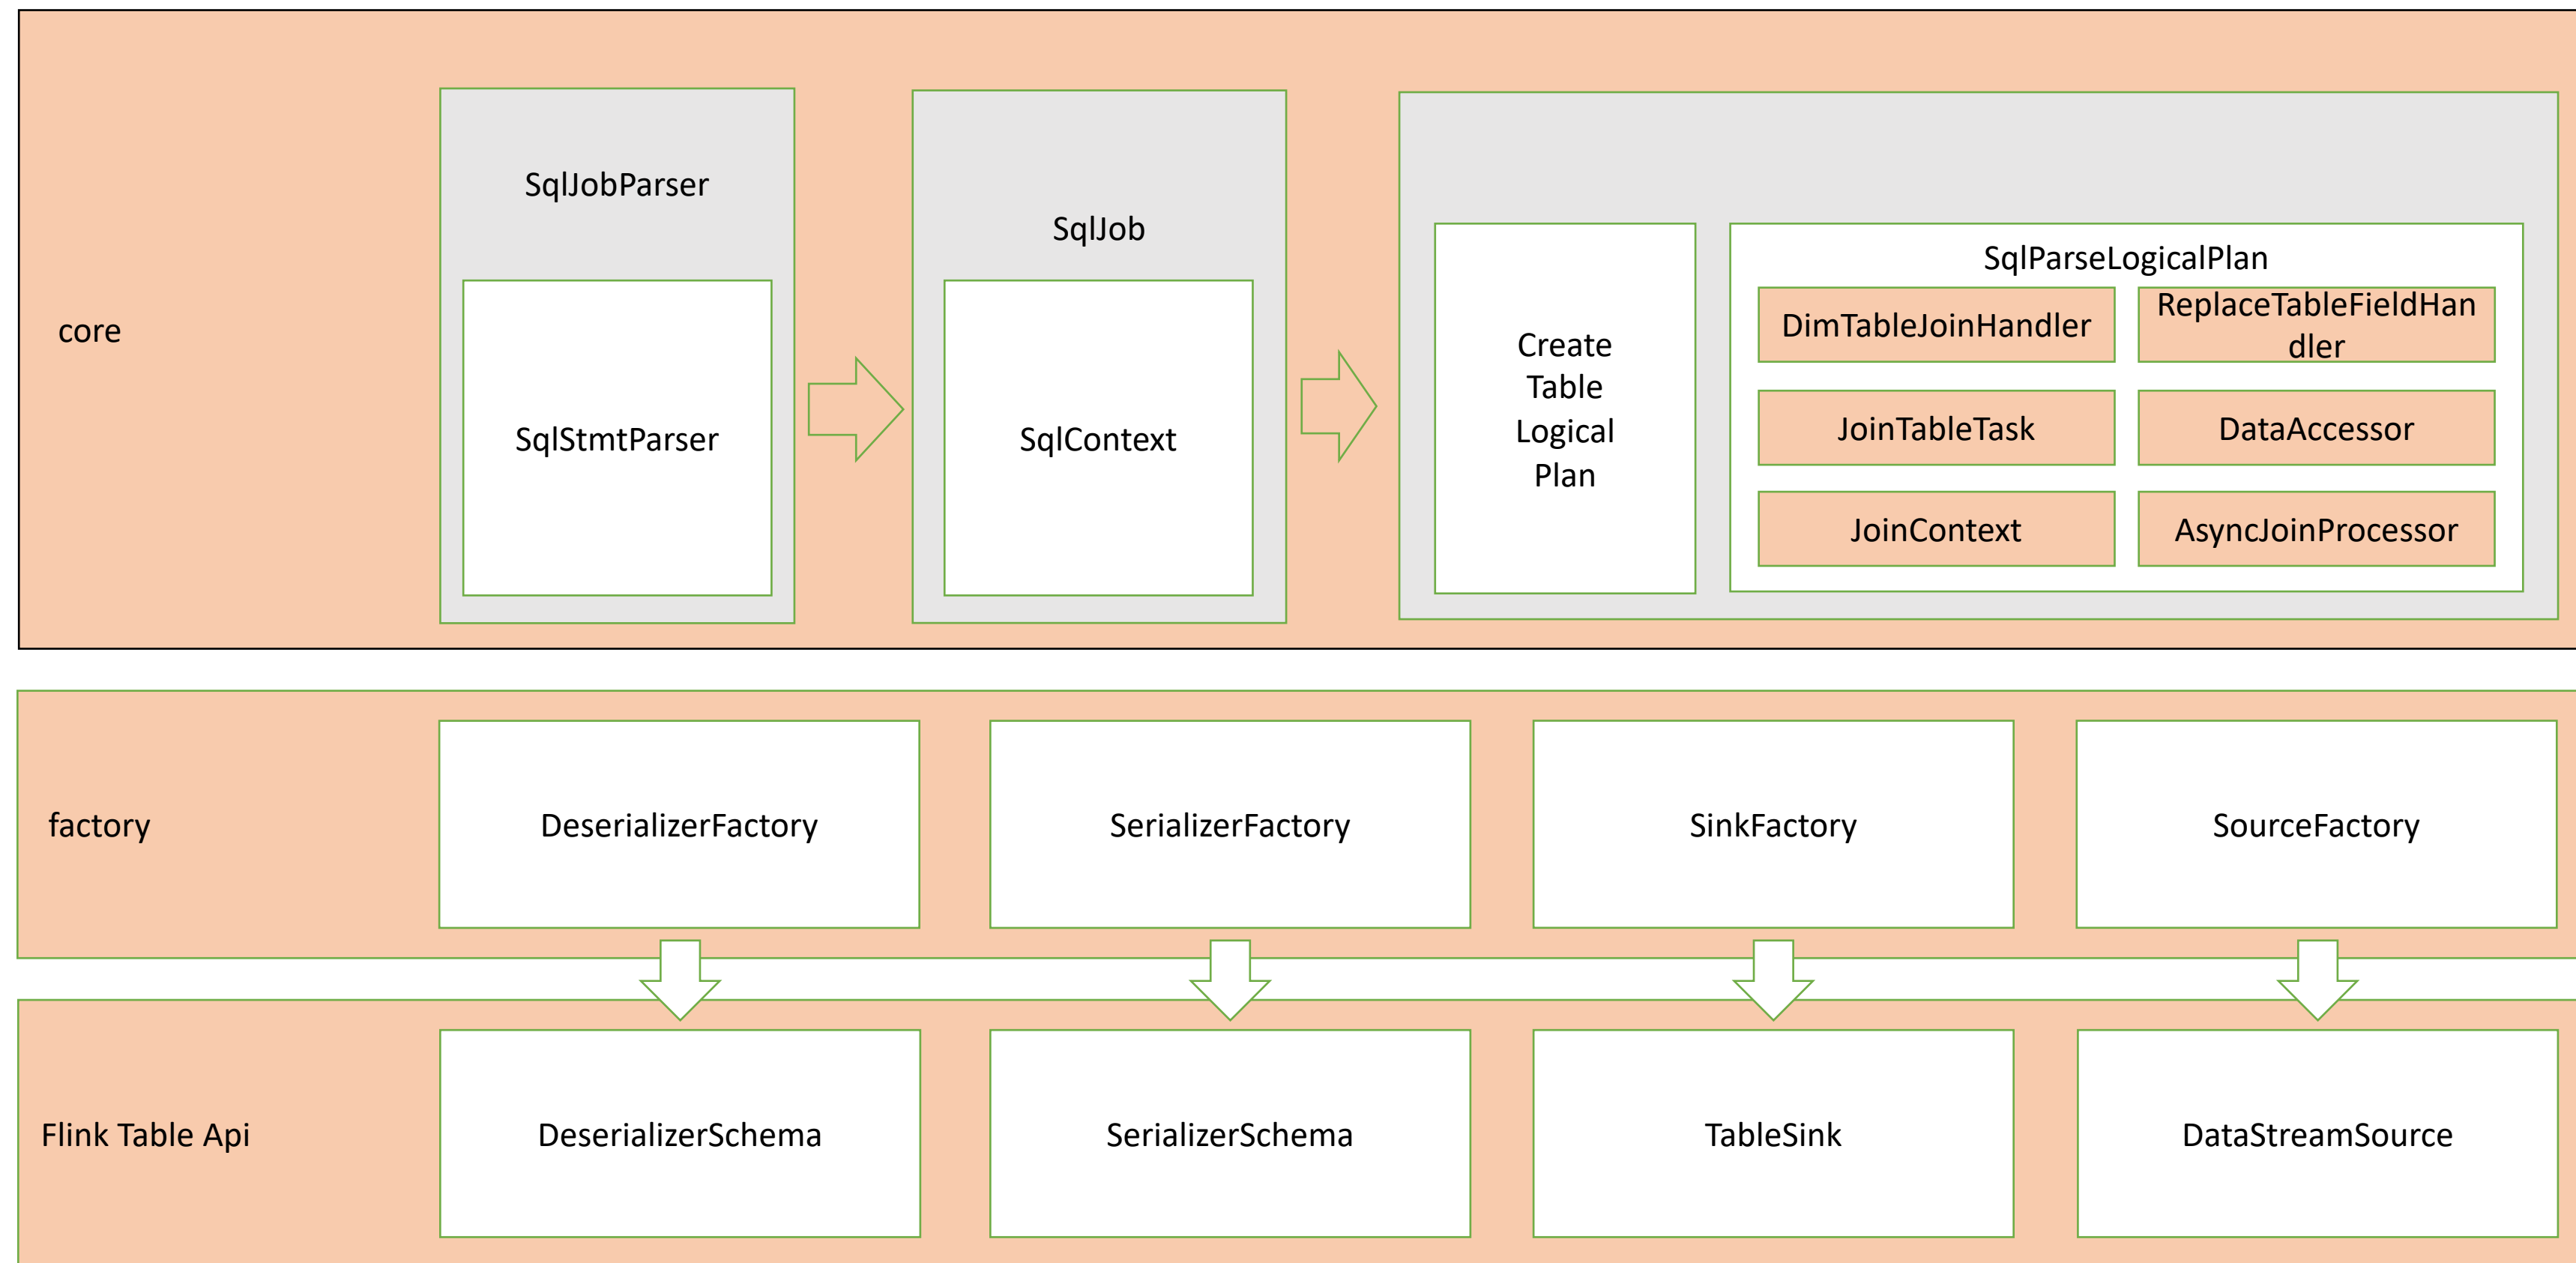 core
SqlJobParser
SqlStmtParser
SqlJob
SqlContext
Create
Table
Logical
Plan
SqlParseLogicalPlan
DimTableJoinHandler
ReplaceTableFieldHan
dler
JoinTableTask
DataAccessor
JoinContext
AsyncJoinProcessor
factory
DeserializerFactory
SerializerFactory
SinkFactory
SourceFactory
Flink Table Api
DeserializerSchema
SerializerSchema
TableSink
DataStreamSource